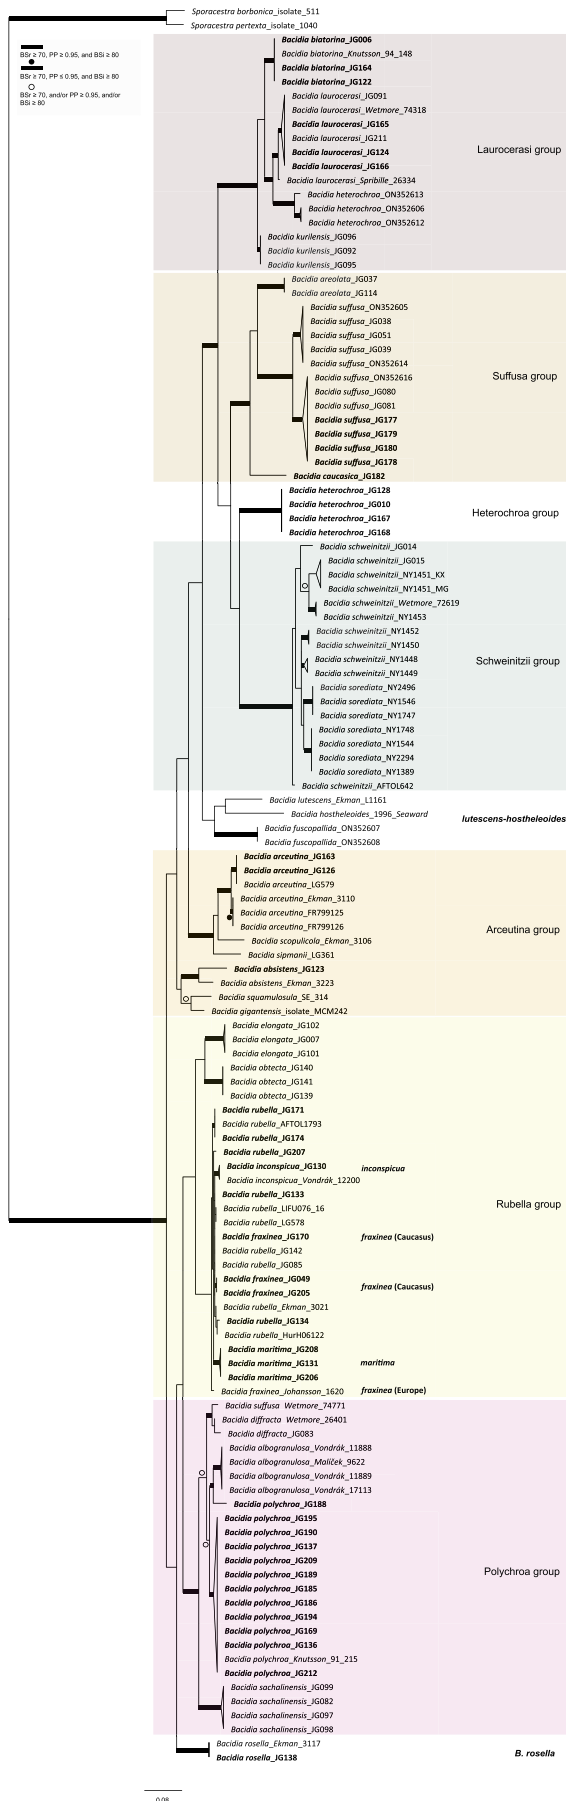 Sporacestra borbonica_isolate_511
Sporacestra pertexta_isolate_1040
BSr ≥ 70, PP ≥ 0.95, and BSi ≥ 80
BSr ≥ 70, PP ≤ 0.95, and BSi ≥ 80
BSr ≥ 70, and/or PP ≥ 0.95, and/or
BSi ≥ 80
Bacidia biatorina_JG006
Bacidia biatorina_Knutsson_94_148
Bacidia biatorina_JG164
Bacidia biatorina_JG122
Bacidia laurocerasi_JG091
Bacidia laurocerasi_Wetmore_74318
Bacidia laurocerasi_JG165
Bacidia laurocerasi_JG211
Bacidia laurocerasi_JG124
Laurocerasi group
Bacidia laurocerasi_JG166
Bacidia laurocerasi_Spribille_26334
Bacidia heterochroa_ON352613
Bacidia heterochroa_ON352606
Bacidia heterochroa_ON352612
Bacidia kurilensis_JG096
Bacidia kurilensis_JG092
Bacidia kurilensis_JG095
Bacidia areolata_JG037
Bacidia areolata_JG114
Bacidia suffusa_ON352605
Bacidia suffusa_JG038
Bacidia suffusa_JG051
Bacidia suffusa_JG039
Bacidia suffusa_ON352614
Bacidia suffusa_ON352616
Suffusa group
Bacidia suffusa_JG080
Bacidia suffusa_JG081
Bacidia suffusa_JG177
Bacidia suffusa_JG179
Bacidia suffusa_JG180
Bacidia suffusa_JG178
Bacidia caucasica_JG182
Bacidia heterochroa_JG128
Bacidia heterochroa_JG010
Heterochroa group
Bacidia heterochroa_JG167
Bacidia heterochroa_JG168
Bacidia schweinitzii_JG014
Bacidia schweinitzii_JG015
Bacidia schweinitzii_NY1451_KX
Bacidia schweinitzii_NY1451_MG
Bacidia schweinitzii_Wetmore_72619
Bacidia schweinitzii_NY1453
Bacidia schweinitzii_NY1452
Bacidia schweinitzii_NY1450
Bacidia schweinitzii_NY1448
Schweinitzii group
Bacidia schweinitzii_NY1449
Bacidia sorediata_NY2496
Bacidia sorediata_NY1546
Bacidia sorediata_NY1747
Bacidia sorediata_NY1748
Bacidia sorediata_NY1544
Bacidia sorediata_NY2294
Bacidia sorediata_NY1389
Bacidia schweinitzii_AFTOL642
Bacidia lutescens_Ekman_L1161
Bacidia hostheleoides_1996_Seaward
lutescens-hostheleoides
Bacidia fuscopallida_ON352607
Bacidia fuscopallida_ON352608
Bacidia arceutina_JG163
Bacidia arceutina_JG126
Bacidia arceutina_LG579
Bacidia arceutina_Ekman_3110
Bacidia arceutina_FR799125
Bacidia arceutina_FR799126
Arceutina group
Bacidia scopulicola_Ekman_3106
Bacidia sipmanii_LG361
Bacidia absistens_JG123
Bacidia absistens_Ekman_3223
Bacidia squamulosula_SE_314
Bacidia gigantensis_isolate_MCM242
Bacidia elongata_JG102
Bacidia elongata_JG007
Bacidia elongata_JG101
Bacidia obtecta_JG140
Bacidia obtecta_JG141
Bacidia obtecta_JG139
Bacidia rubella_JG171
Bacidia rubella_AFTOL1793
Bacidia rubella_JG174
Bacidia rubella_JG207
Bacidia inconspicua_JG130 inconspicua
Bacidia inconspicua_Vondrák_12200
Bacidia rubella_JG133
Rubella group
Bacidia rubella_LIFU076_16
Bacidia rubella_LG578
Bacidia fraxinea_JG170 fraxinea (Caucasus)
Bacidia rubella_JG142
Bacidia rubella_JG085
Bacidia fraxinea_JG049
fraxinea (Caucasus)
Bacidia fraxinea_JG205
Bacidia rubella_Ekman_3021
Bacidia rubella_JG134
Bacidia rubella_HurH06122
Bacidia maritima_JG208
Bacidia maritima_JG131 maritima
Bacidia maritima_JG206
Bacidia fraxinea_Johansson_1620 fraxinea (Europe)
Bacidia suffusa Wetmore_74771
Bacidia diffracta Wetmore_26401
Bacidia diffracta_JG083
Bacidia albogranulosa_Vondrák_11888
Bacidia albogranulosa_Malíček_9622
Bacidia albogranulosa_Vondrák_11889
Bacidia albogranulosa_Vondrák_17113
Bacidia polychroa_JG188
Bacidia polychroa_JG195
Bacidia polychroa_JG190
Bacidia polychroa_JG137
Bacidia polychroa_JG209
Polychroa group
Bacidia polychroa_JG189
Bacidia polychroa_JG185
Bacidia polychroa_JG186
Bacidia polychroa_JG194
Bacidia polychroa_JG169
Bacidia polychroa_JG136
Bacidia polychroa_Knutsson_91_215
Bacidia polychroa_JG212
Bacidia sachalinensis_JG099
Bacidia sachalinensis_JG082
Bacidia sachalinensis_JG097
Bacidia sachalinensis_JG098
Bacidia rosella_Ekman_3117
B. rosella
Bacidia rosella_JG138
0.08